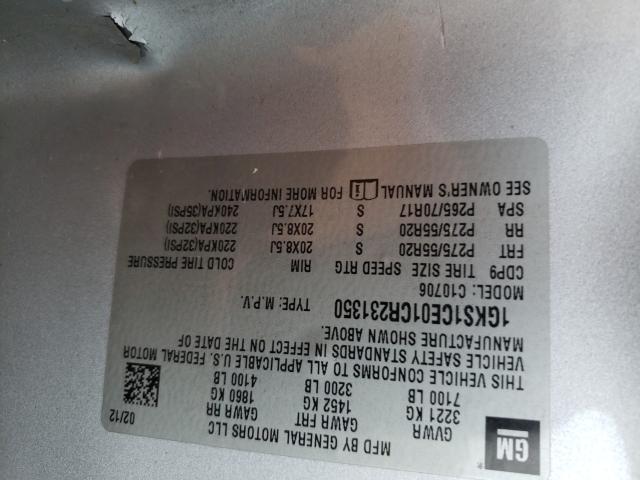 MFD BY GENERAL MOTORS LLC 02/12
GM
GVWR GAWR FRT GAWR RR
3221 KG 1452 KG 1860 KG
7100 LB 3200 LB 4100 LB
THIS VEHICLE CONFORMS TO ALL APPLICABLE U.S. FEDERAL MOTOR
VEHICLE SAFETY STANDARDS IN EFFECT ON THE DATE OF
MANUFACTURE SHOWN ABOVE.
1GKS1CE01CR231350 TYPE: M.P.V.
MODEL: C10706
CDP9 TIRE SIZE SPEED RTG RIM COLD TIRE PRESSURE
FRT P275/55R20 S 20X8.5J 220KPA(32PSI)
RR P275/55R20 S 20X8.5J 220KPA(32PSI)
SPA P265/70R17 S 17X7.5J 240KPA(35PSI)
SEE OWNER'S MANUAL FOR MORE INFORMATION.